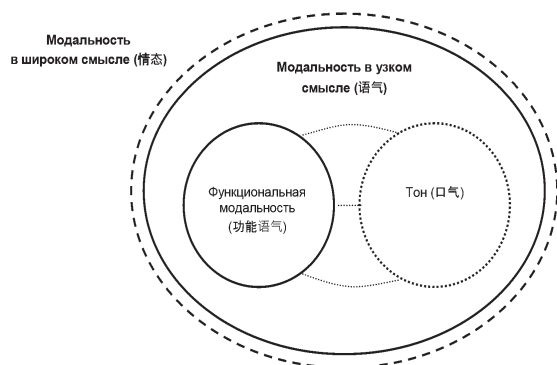 Модальность
в широком смысле (情态)
Модальность в узком
смысле (语气)
Функциональная
модальность
(功能语气)
Тон (口气)